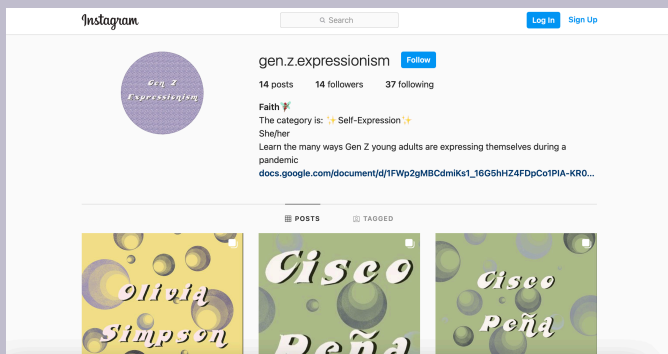 Instagram
Search
Log In
Sign Up
Gen Z
Expressionism
gen.z.expressionism
Follow
14 posts 14 followers 37 following
Faith
The category is: ✨Self-Expression✨
She/her
Learn the many ways Gen Z young adults are expressing themselves during a
pandemic
docs.google.com/document/d/1FWp2gMBCdmiKs1_16G5hHZ4FDpCo1PIA-KR0...
POSTS
TAGGED
Olivia
Simpson
Cisco
Peña
Cisco
Peña